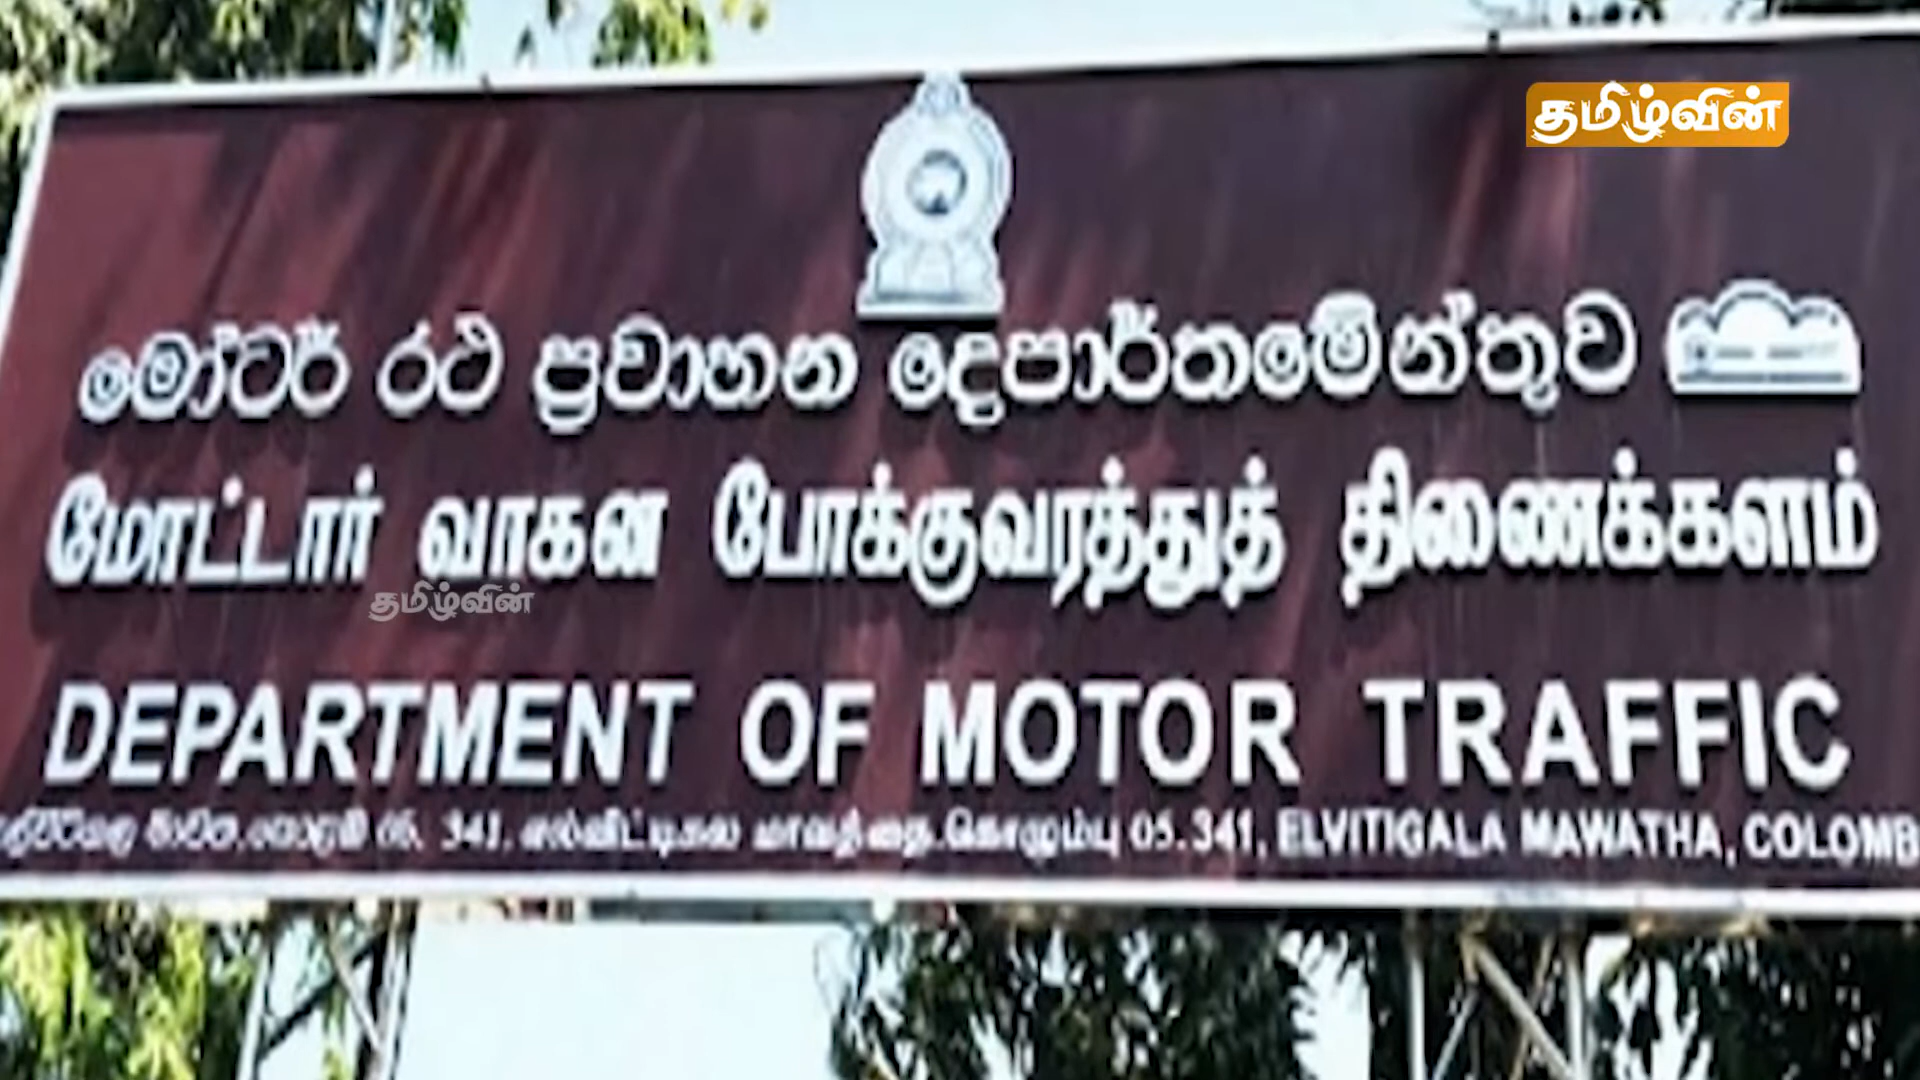 தமிழ்வின்
මෝටර් රථ ප්‍රවාහන දෙපාර්තමේන්තුව
மோட்டார் வாகன போக்குவரத்துத் திணைக்களம்
தமிழ்வின்
DEPARTMENT OF MOTOR TRAFFIC
05. 341, எல்விட்டிகல மாவத்தை, கொழும்பு 05. 341, ELVITIGALA MAWATHA, COLOMB